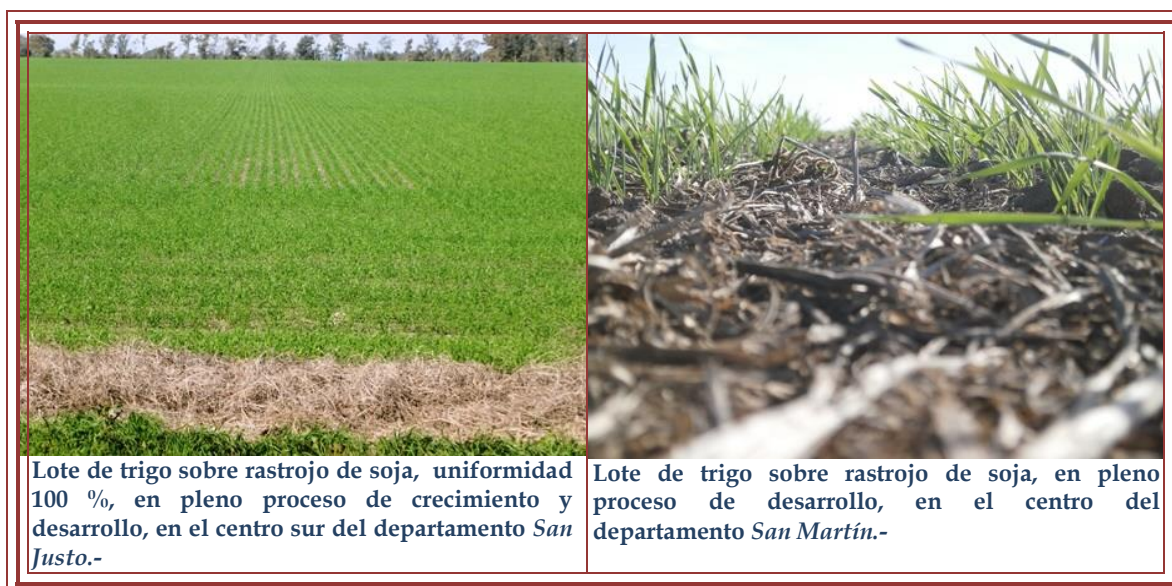 Lote de trigo sobre rastrojo de soja, uniformidad
100 %, en pleno proceso de crecimiento y
desarrollo, en el centro sur del departamento San
Justo.-
Lote de trigo sobre rastrojo de soja, en pleno
proceso de desarrollo, en el centro del
departamento San Martín.-